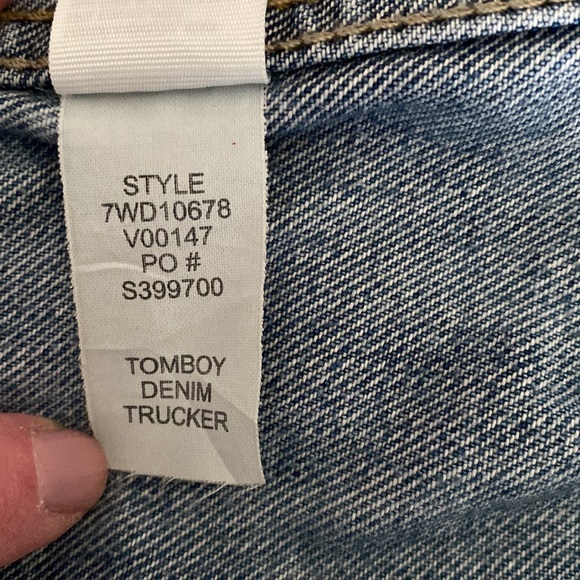 STYLE
7WD10678
V00147
PO #
S399700
TOMBOY
DENIM
TRUCKER